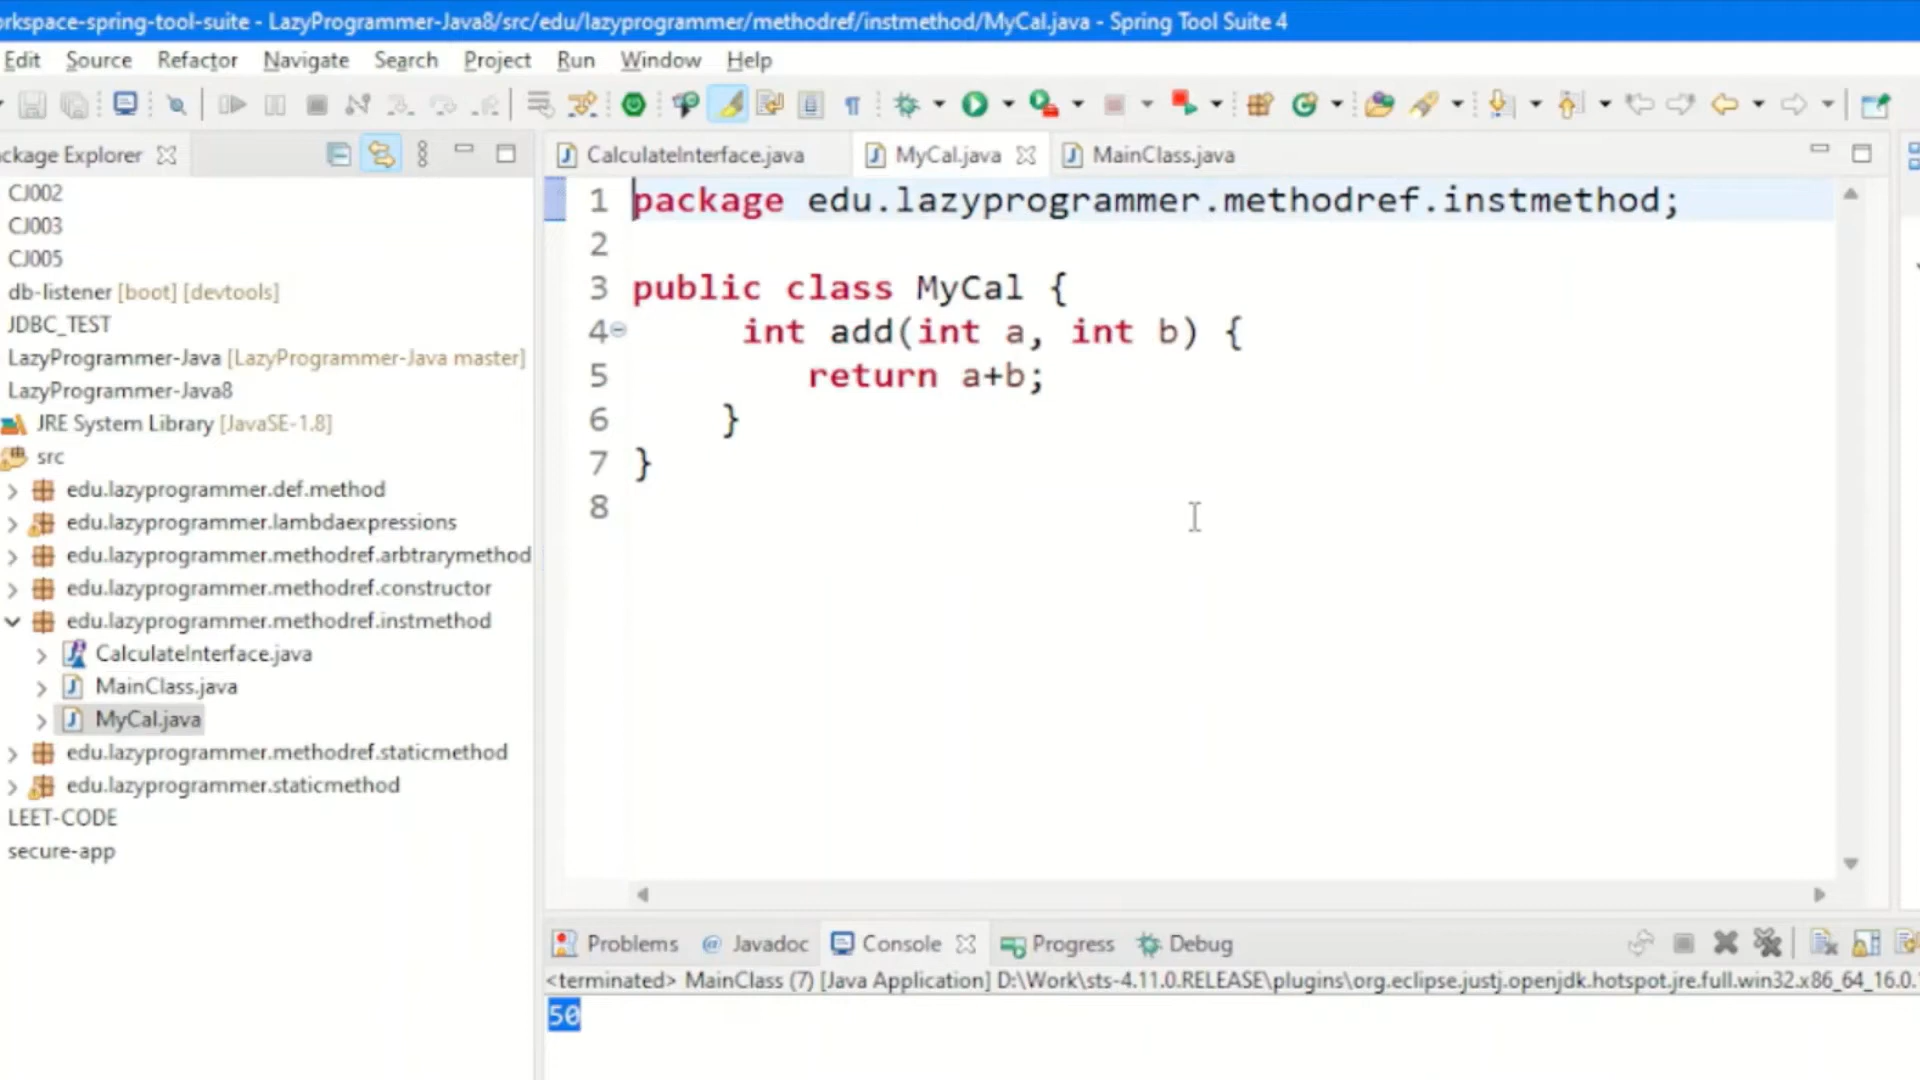 orkspace-spring-tool-suite - LazyProgrammer-Java8/src/edu/lazyprogrammer/methodref/instmethod/MyCal.java - Spring Tool Suite 4
Edit Source Refactor Navigate Search Project Run Window Help
ckage Explorer
CJ002
CJ003
CJ005
db-listener [boot] [devtools]
JDBC_TEST
LazyProgrammer-Java [LazyProgrammer-Java master]
LazyProgrammer-Java8
JRE System Library [JavaSE-1.8]
src
edu.lazyprogrammer.def.method
edu.lazyprogrammer.lambdaexpressions
edu.lazyprogrammer.methodref.arbtrarymethod
edu.lazyprogrammer.methodref.constructor
edu.lazyprogrammer.methodref.instmethod
CalculateInterface.java
MainClass.java
MyCal.java
edu.lazyprogrammer.methodref.staticmethod
edu.lazyprogrammer.staticmethod
LEET-CODE
secure-app
CalculateInterface.java MyCal.java MainClass.java
1 package edu.lazyprogrammer.methodref.instmethod;
2
3 public class MyCal {
4 int add(int a, int b) {
5 return a+b;
6 }
7 }
8
Problems @ Javadoc Console Progress Debug
<terminated> MainClass (7) [Java Application] D:\Work\sts-4.11.0.RELEASE\plugins\org.eclipse.justj.openjdk.hotspot.jre.full.win32.x86_64_16.0.
50